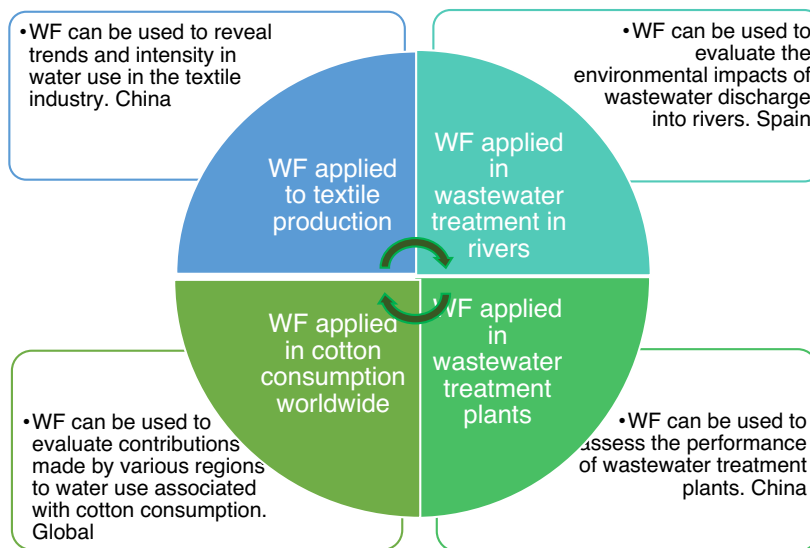 •WF can be used to reveal
trends and intensity in
water use in the textile
industry. China
•WF can be used to
evaluate the
environmental impacts of
wastewater discharge
into rivers. Spain
WF applied
to textile
production
WF applied
in
wastewater
treatment in
rivers
WF applied
in cotton
consumption
worldwide
WF applied
in
wastewater
treatment
plants
•WF can be used to
evaluate contributions
made by various regions
to water use associated
with cotton consumption.
Global
•WF can be used to
assess the performance
of wastewater treatment
plants. China